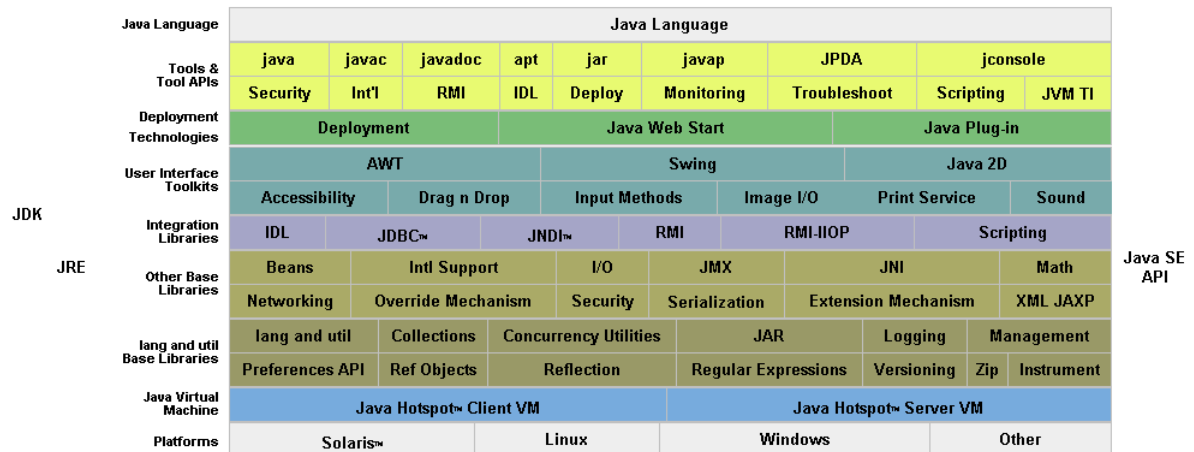 Java Language Java Language
Tools & Tool APIs java javac javadoc apt jar javap JPDA jconsole
Security Int'l RMI IDL Deploy Monitoring Troubleshoot Scripting JVM TI
Deployment Technologies Deployment Java Web Start Java Plug-in
User Interface Toolkits AWT Swing Java 2D
Accessibility Drag n Drop Input Methods Image I/O Print Service Sound
JDK
Integration Libraries IDL JDBC™ JNDI™ RMI RMI-IIOP Scripting
JRE
Other Base Libraries Beans Intl Support I/O JMX JNI Math
Java SE API
Networking Override Mechanism Security Serialization Extension Mechanism XML JAXP
lang and util Base Libraries lang and util Collections Concurrency Utilities JAR Logging Management
Preferences API Ref Objects Reflection Regular Expressions Versioning Zip Instrument
Java Virtual Machine Java Hotspot™ Client VM Java Hotspot™ Server VM
Platforms Solaris™ Linux Windows Other